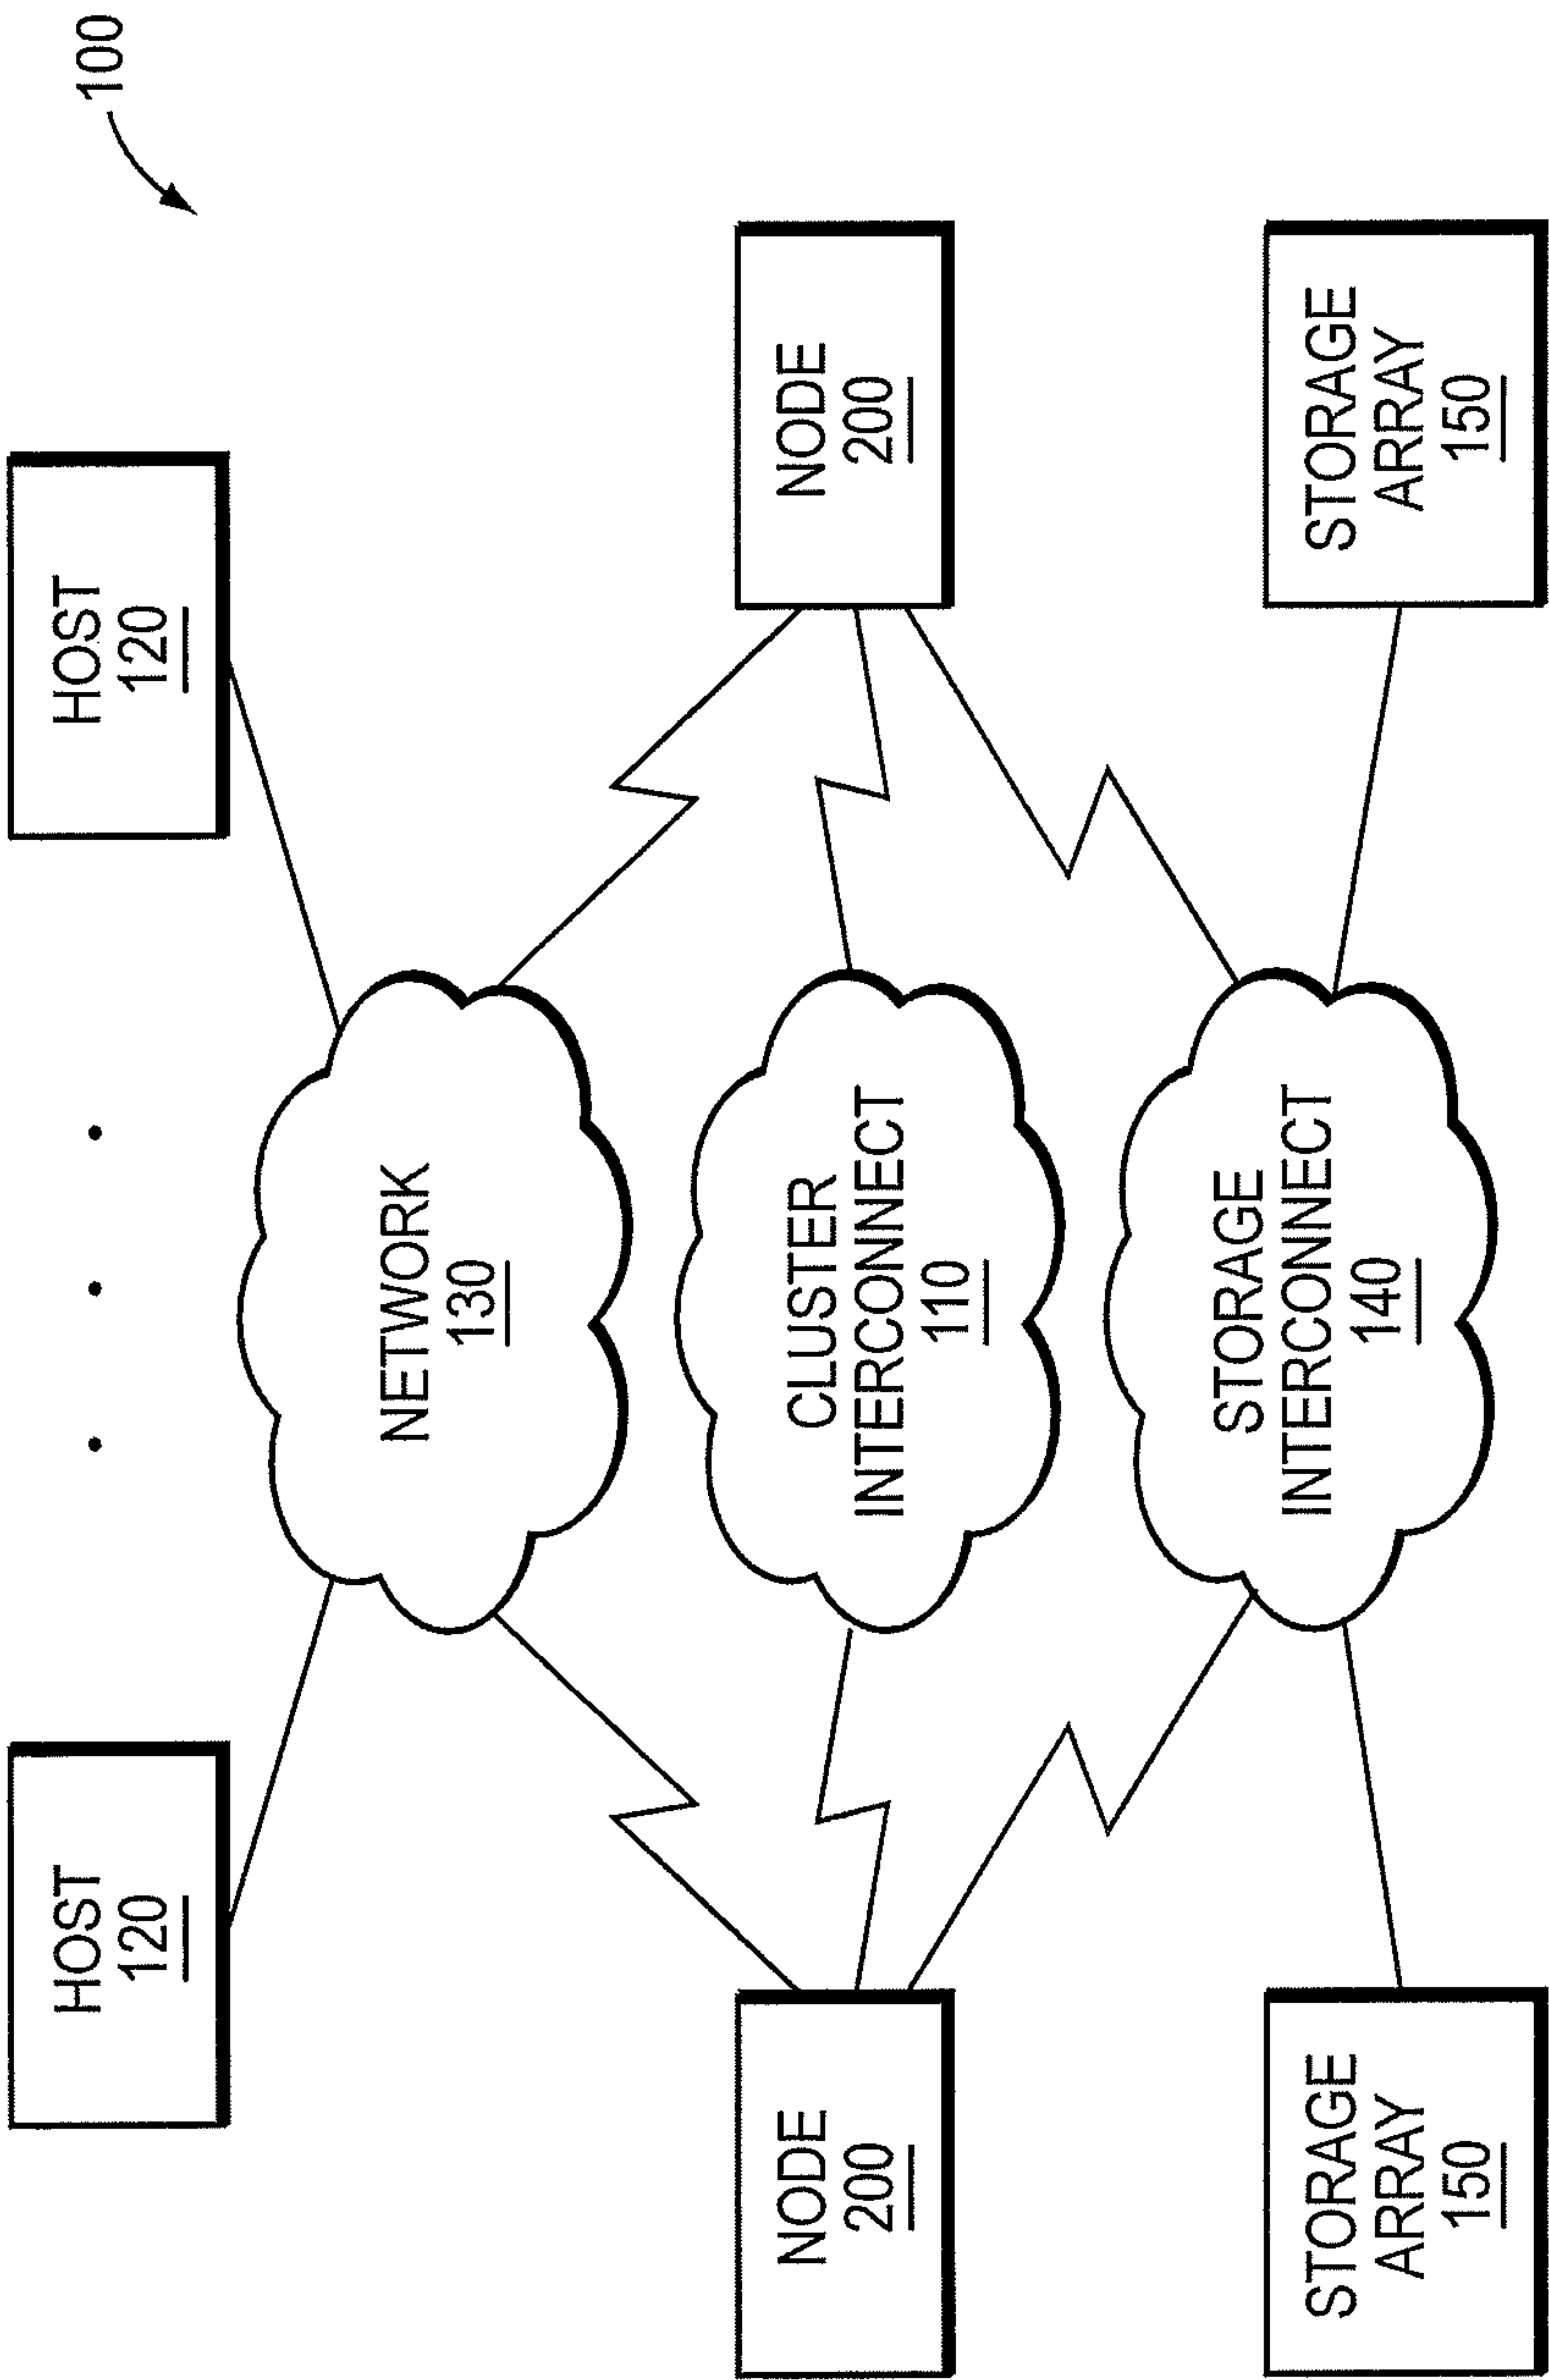 100
HOST
120
HOST
120
NETWORK
130
NODE
200
CLUSTER
INTERCONNECT
110
NODE
200
STORAGE
INTERCONNECT
140
STORAGE
ARRAY
150
STORAGE
ARRAY
150